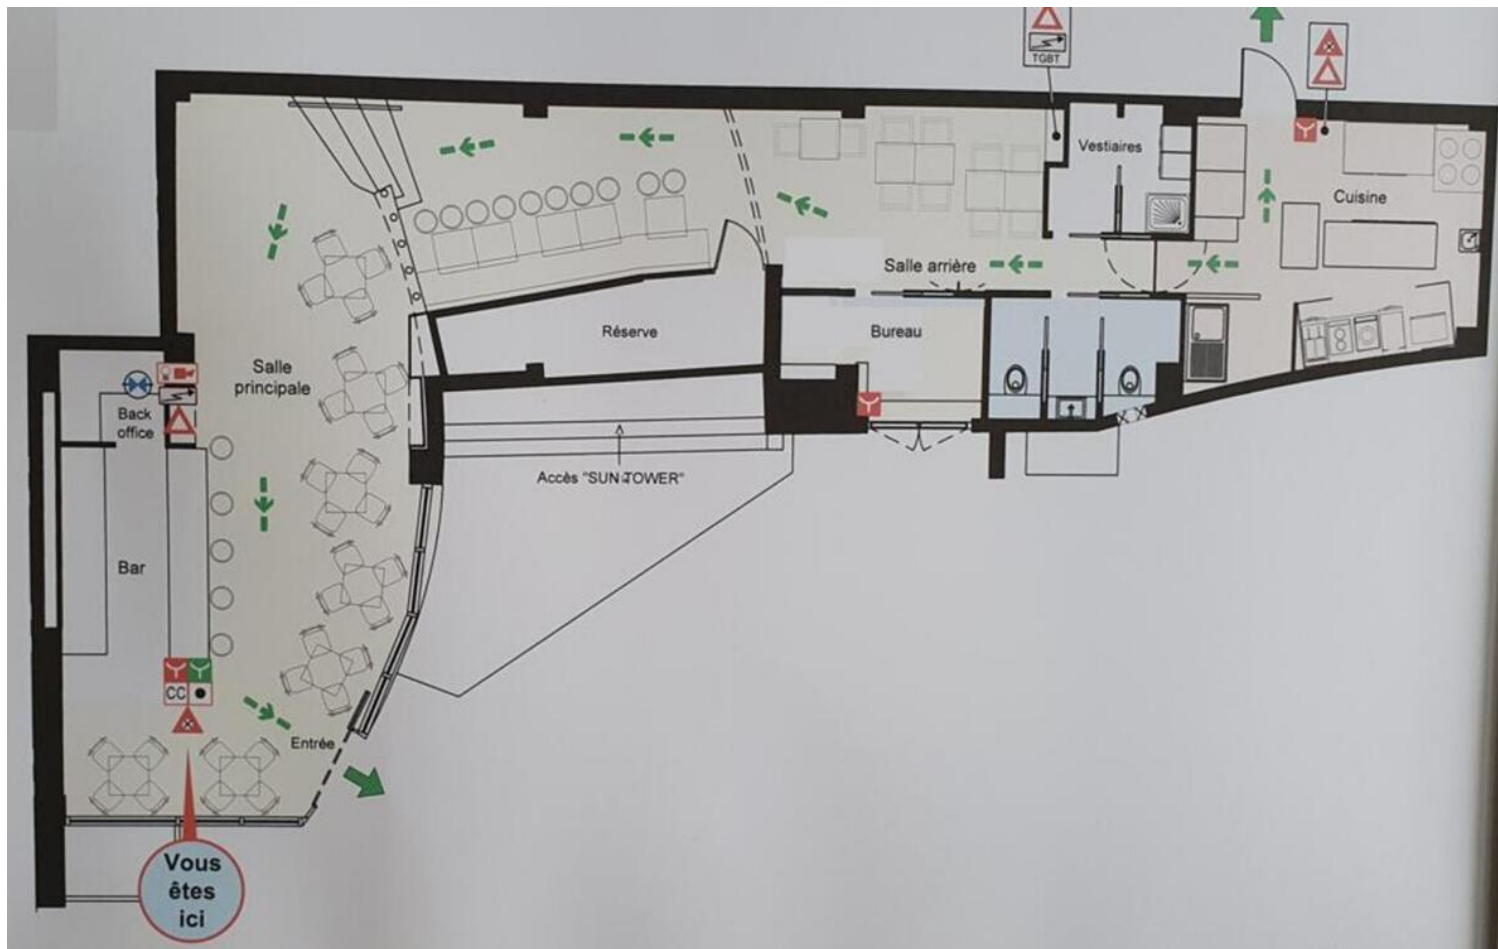 TGBT
Vestiaires
Cuisine
Salle arrière
Bureau
Réserve
Salle
principale
Back
office
Accès "SUN TOWER"
Bar
CC
Entrée
Vous
êtes
ici